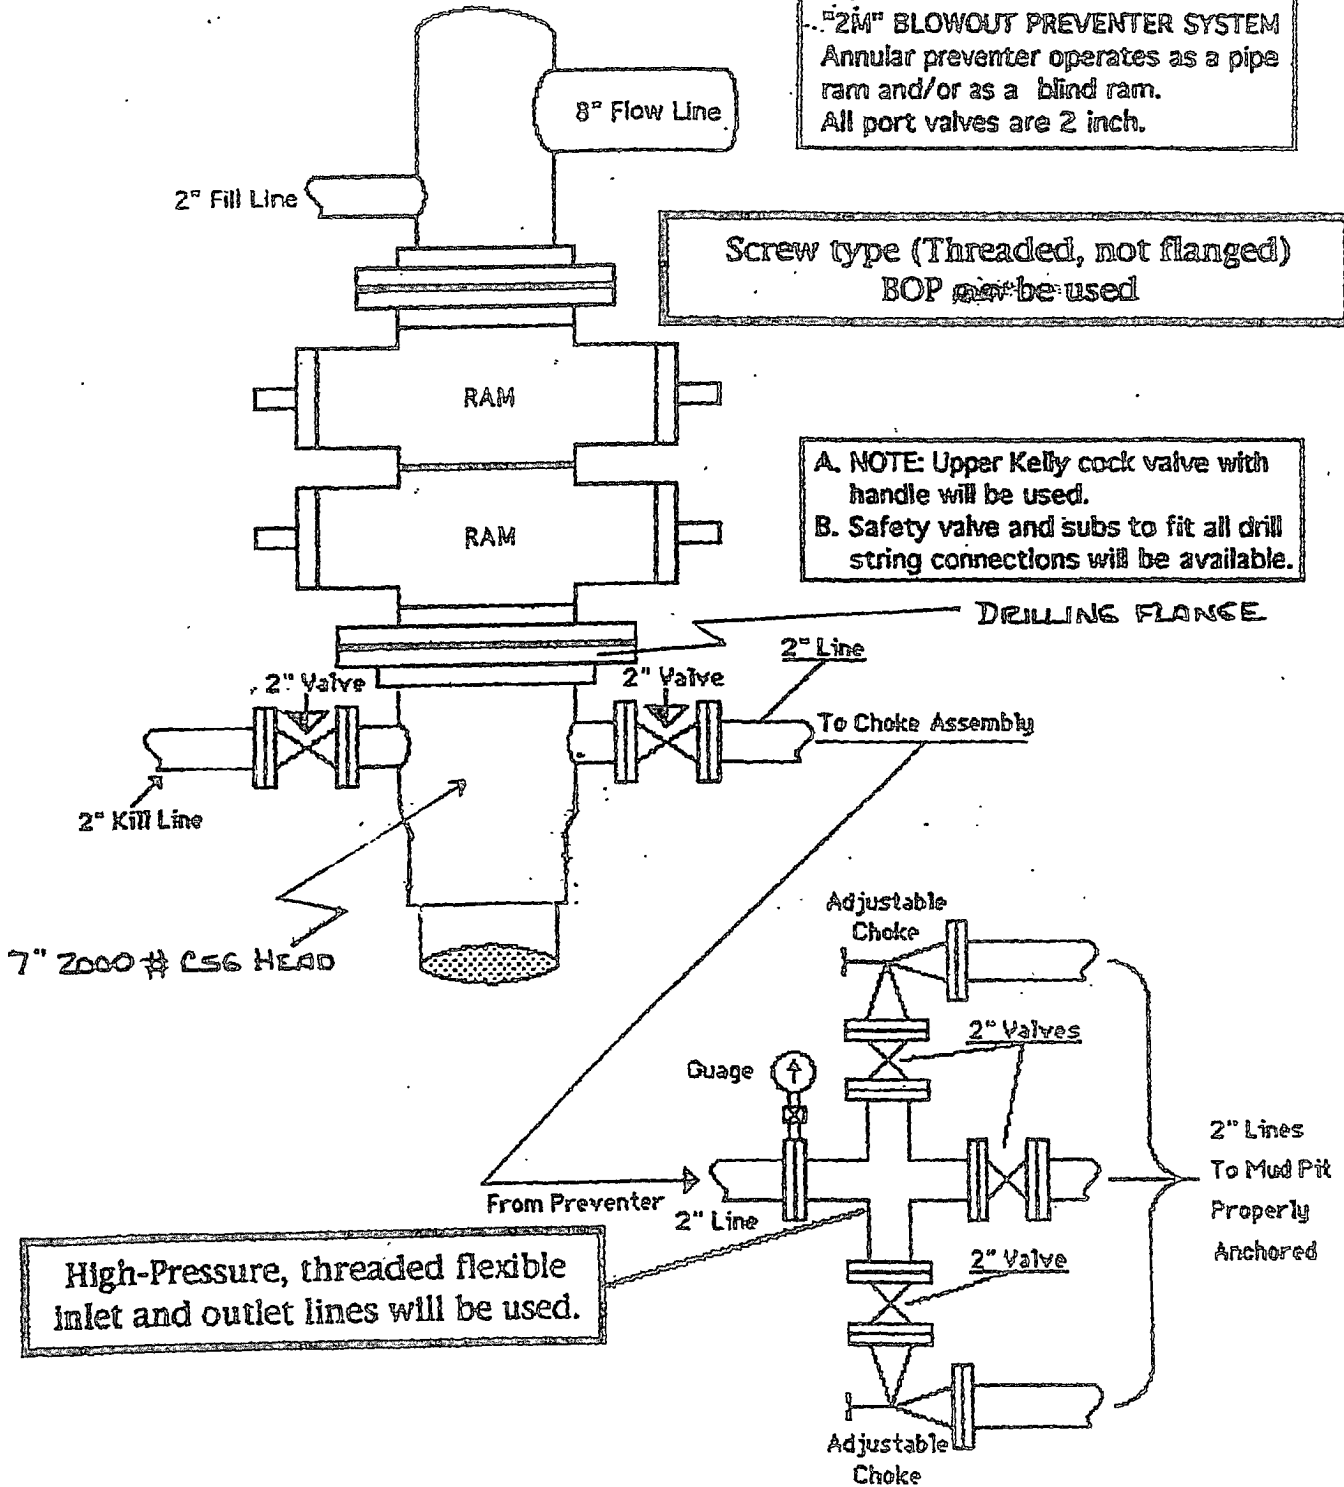 "2M" BLOWOUT PREVENTER SYSTEM
Annular preventer operates as a pipe
ram and/or as a blind ram.
All port valves are 2 inch.
8" Flow Line
2" Fill Line
Screw type (Threaded, not flanged)
BOP be used
RAM
RAM
A. NOTE: Upper Kelly cock valve with
handle will be used.
B. Safety valve and subs to fit all drill
string connections will be available.
DRILLING FLANGE
2" Line
2" Valve
2" Valve
To Choke Assembly
2" Kill Line
7" 2000 # CSG HEAD
Adjustable
Choke
2" Valves
Guage
2" Lines
To Mud Pit
Properly
Anchored
From Preventer
2" Line
High-Pressure, threaded flexible
inlet and outlet lines will be used.
2" Valve
Adjustable
Choke